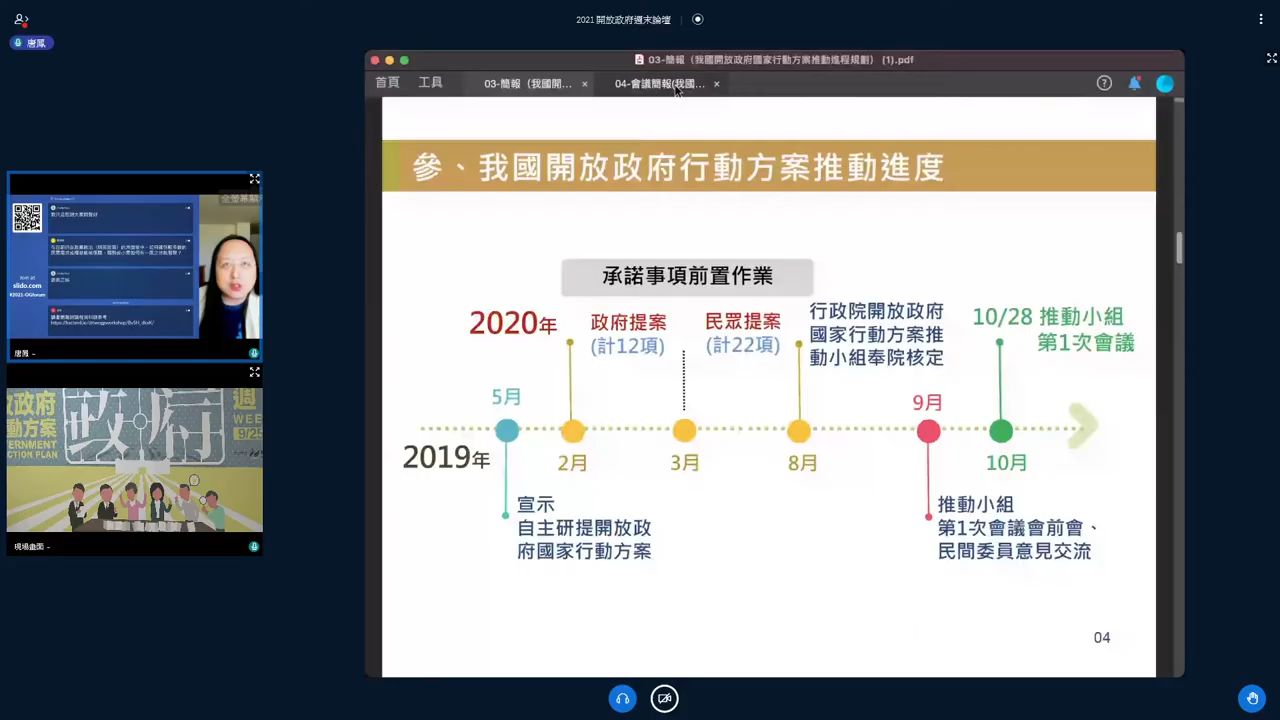 2021 開放政府週末論壇
唐鳳
03-簡報（我國開放政府國家行動方案推動進程規劃） (1).pdf
首頁
工具
03-簡報（我國開...
04-會議簡報(我國...
參、我國開放政府行動方案推動進度
承諾事項前置作業
2020年
政府提案
(計12項)
民眾提案
(計22項)
行政院開放政府
國家行動方案推
動小組奉院核定
10/28 推動小組
第1次會議
5月
9月
2019年
2月
3月
8月
10月
宣示
自主研提開放政
府國家行動方案
推動小組
第1次會議會前會、
民間委員意見交流
04
slido.com
#2021-OGforum
唐鳳
政府
週
9/25
現場畫面